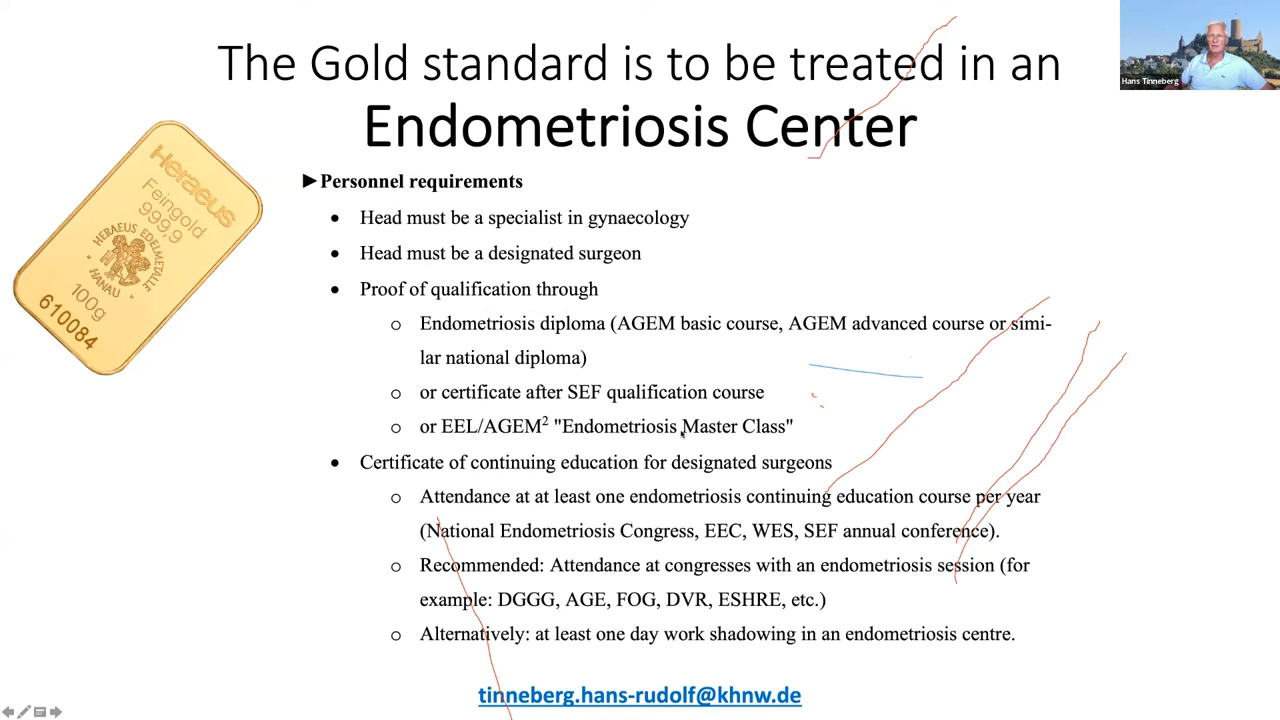 The Gold standard is to be treated in an
Endometriosis Center
Hans Tinneberg
Heraeus
Feingold
999,9
HERAEUS EDELMETALLE
HANAU
100g
610084
►Personnel requirements
• Head must be a specialist in gynaecology
• Head must be a designated surgeon
• Proof of qualification through
o Endometriosis diploma (AGEM basic course, AGEM advanced course or simi-
lar national diploma)
o or certificate after SEF qualification course
o or EEL/AGEM² "Endometriosis Master Class"
• Certificate of continuing education for designated surgeons
o Attendance at at least one endometriosis continuing education course per year
(National Endometriosis Congress, EEC, WES, SEF annual conference).
o Recommended: Attendance at congresses with an endometriosis session (for
example: DGGG, AGE, FOG, DVR, ESHRE, etc.)
o Alternatively: at least one day work shadowing in an endometriosis centre.
tinneberg.hans-rudolf@khnw.de